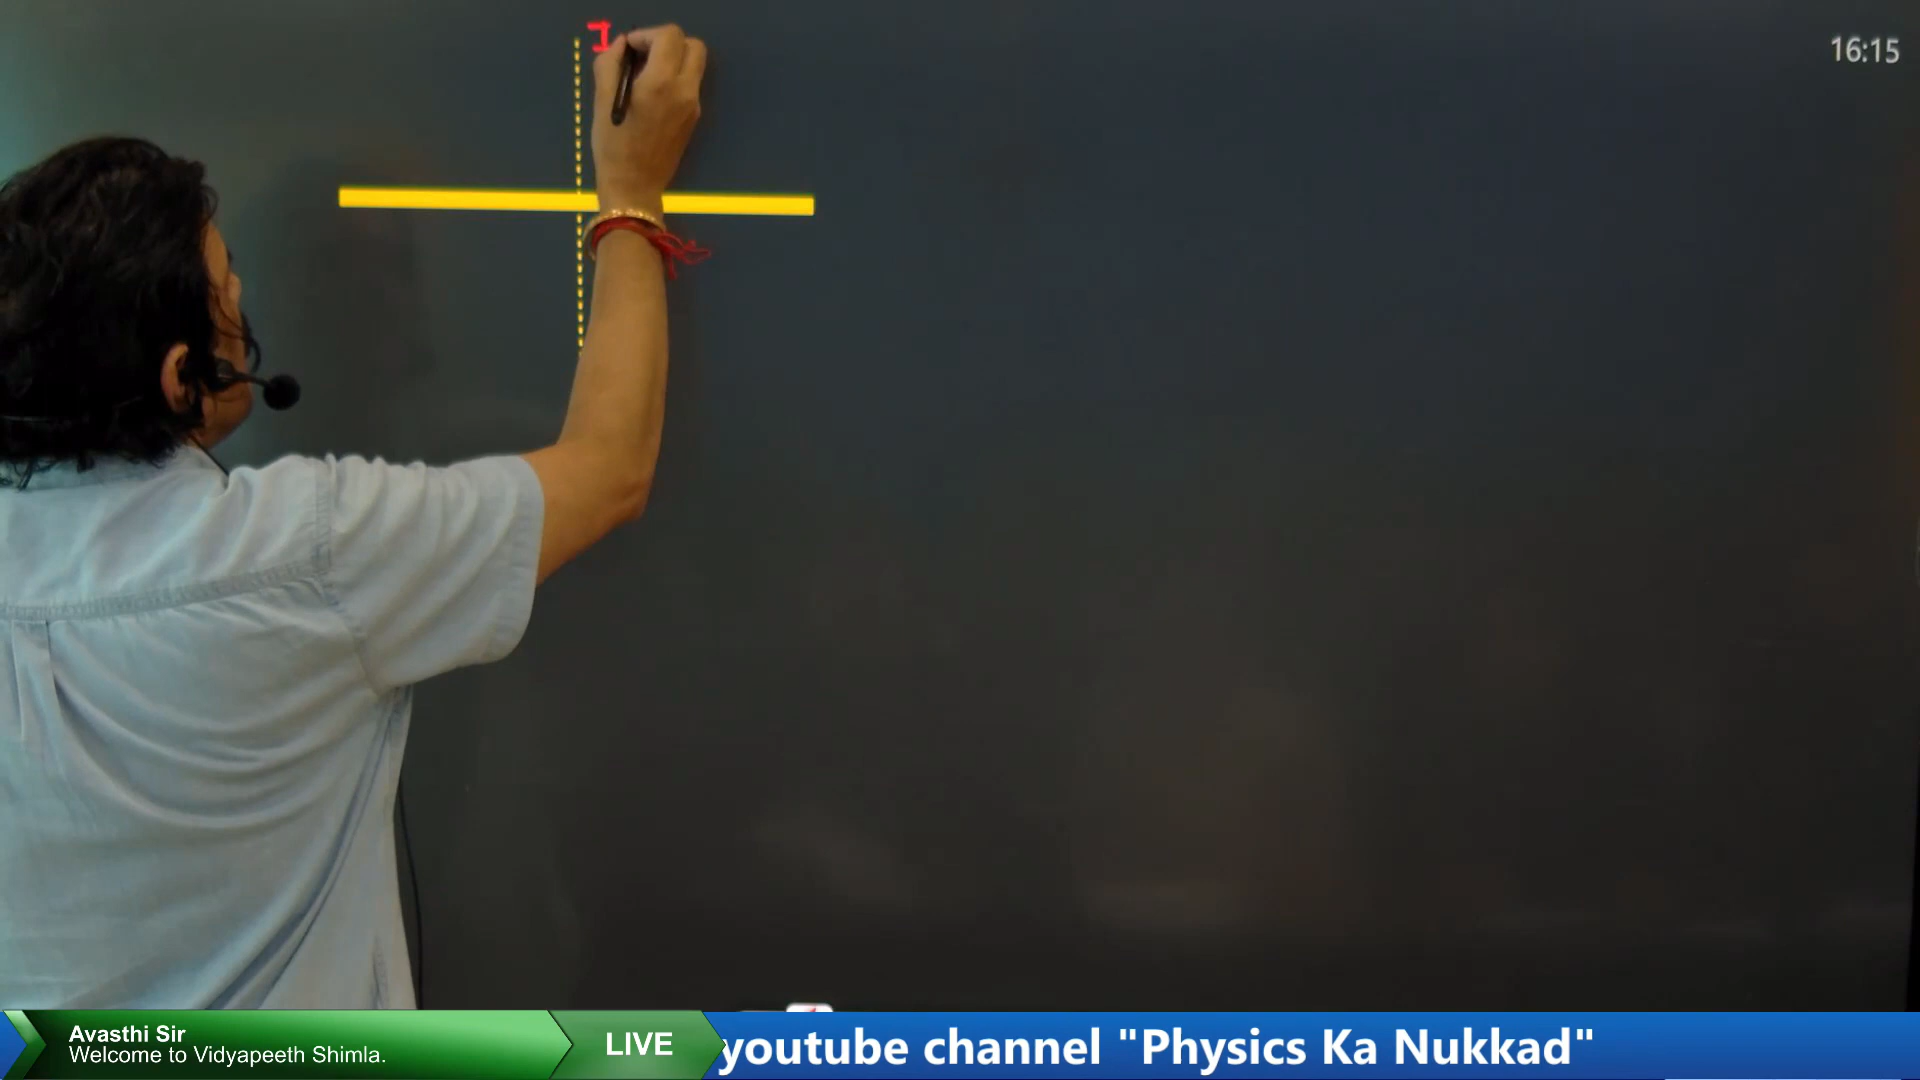 I
16:15
Avasthi Sir
Welcome to Vidyapeeth Shimla.
LIVE
youtube channel "Physics Ka Nukkad"